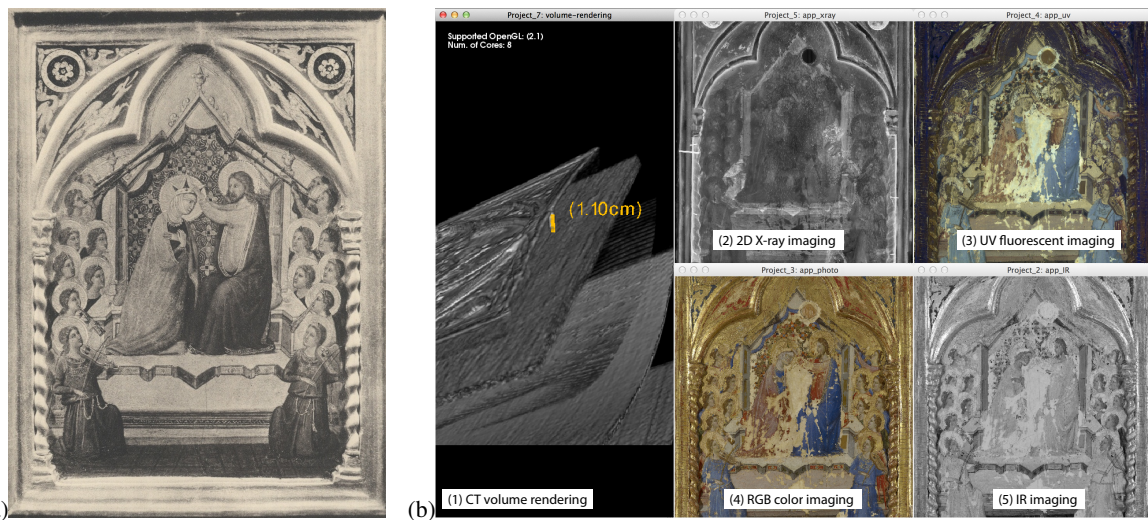 )
(b)
Project_7: volume-rendering
Supported OpenGL: (2.1)
Num. of Cores: 8
(1.10cm)
(1) CT volume rendering
Project_5: app_xray
(2) 2D X-ray imaging
Project_4: app_uv
(3) UV fluorescent imaging
Project_3: app_photo
(4) RGB color imaging
Project_2: app_IR
(5) IR imaging